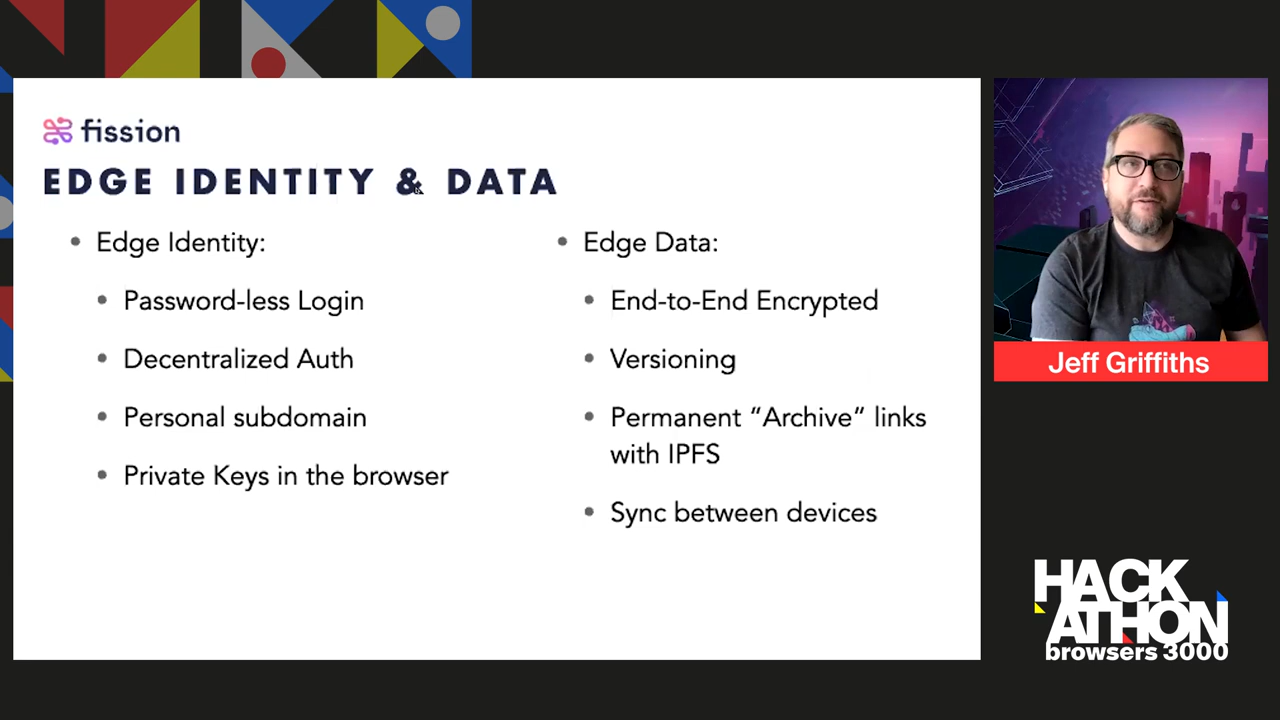 fission
EDGE IDENTITY & DATA
• Edge Identity:
• Password-less Login
• Decentralized Auth
• Personal subdomain
• Private Keys in the browser
• Edge Data:
• End-to-End Encrypted
• Versioning
• Permanent “Archive” links
with IPFS
• Sync between devices
Jeff Griffiths
HACK
ATHON
browsers 3000